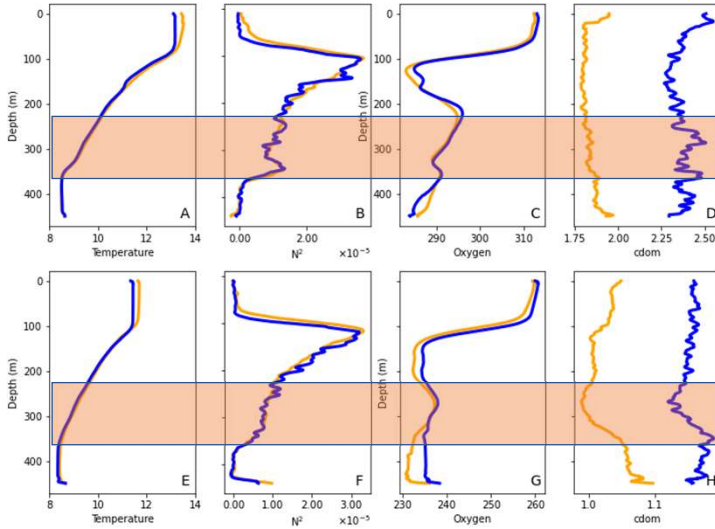 0
100
200
300
400
Depth (m)
8 10 12 14
Temperature
A
0.00 2.00
×10⁻⁵
N²
B
Depth (m)
290 300 310
Oxygen
C
1.75 2.00 2.25 2.50
cdom
D
0
100
200
300
400
Depth (m)
8 10 12 14
Temperature
E
0.00 1.00 2.00 3.00
×10⁻⁵
N²
F
Depth (m)
230 240 250 260
Oxygen
G
1.0 1.1
cdom
H